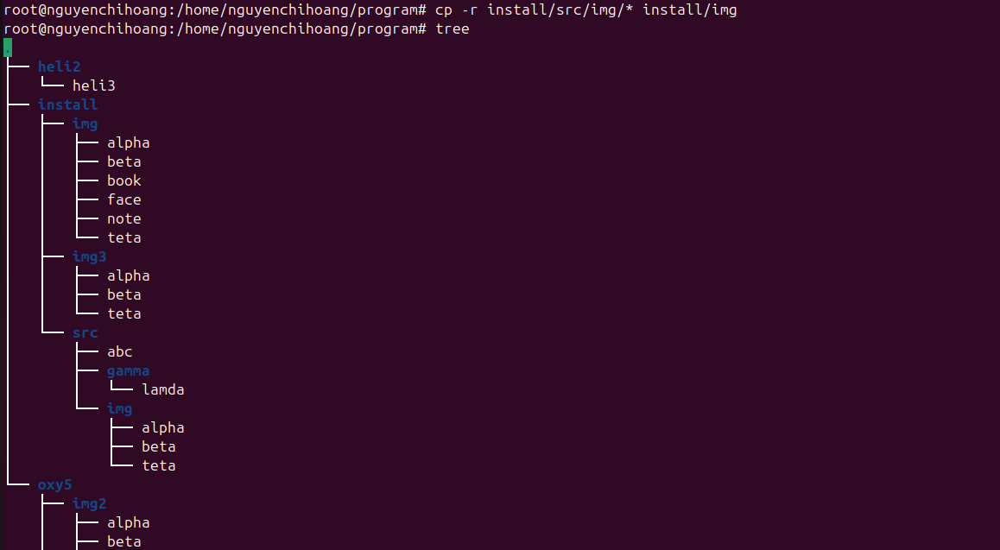 root@nguyenchihoang:/home/nguyenchihoang/program# cp -r install/src/img/* install/img
root@nguyenchihoang:/home/nguyenchihoang/program# tree
.
├── heli2
│   └── heli3
├── install
│   ├── img
│   │   ├── alpha
│   │   ├── beta
│   │   ├── book
│   │   ├── face
│   │   ├── note
│   │   └── teta
│   ├── img3
│   │   ├── alpha
│   │   ├── beta
│   │   └── teta
│   └── src
│       ├── abc
│       ├── gamma
│       │   └── lamda
│       └── img
│           ├── alpha
│           ├── beta
│           └── teta
└── oxy5
    ├── img2
    │   ├── alpha
    │   ├── beta